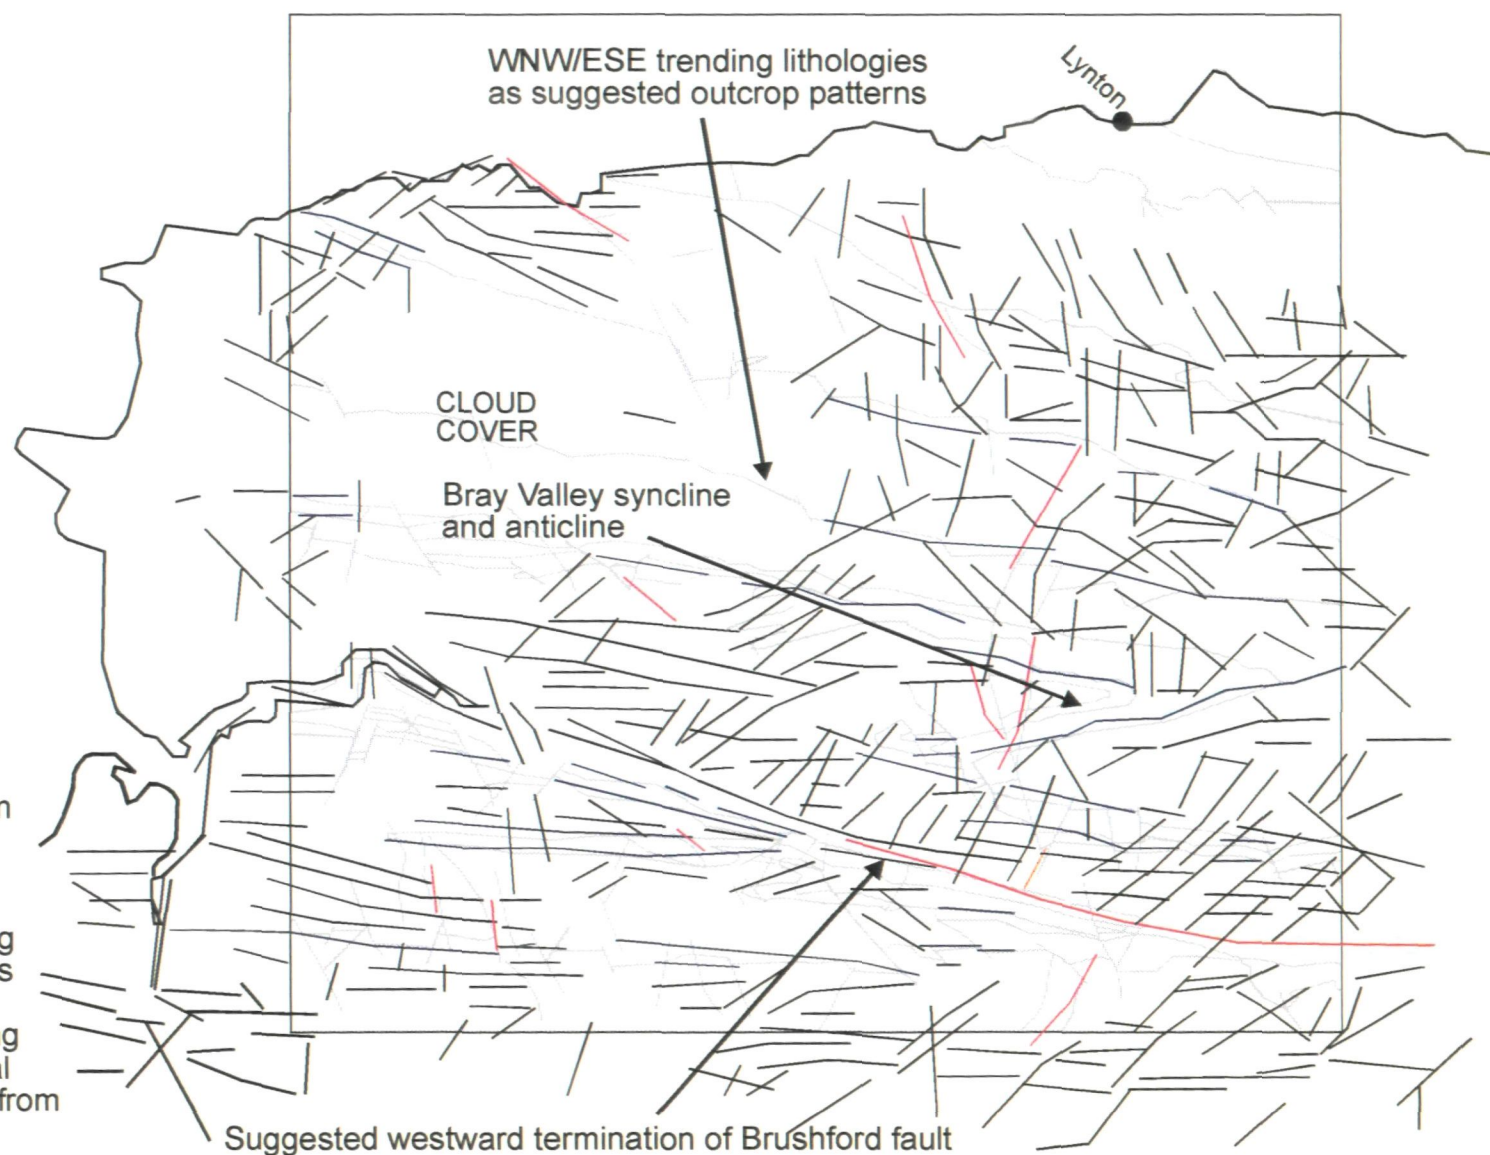 WNW/ESE trending lithologies
as suggested outcrop patterns
Lynton
CLOUD
COVER
Bray Valley syncline
and anticline
from
Suggested westward termination of Brushford fault